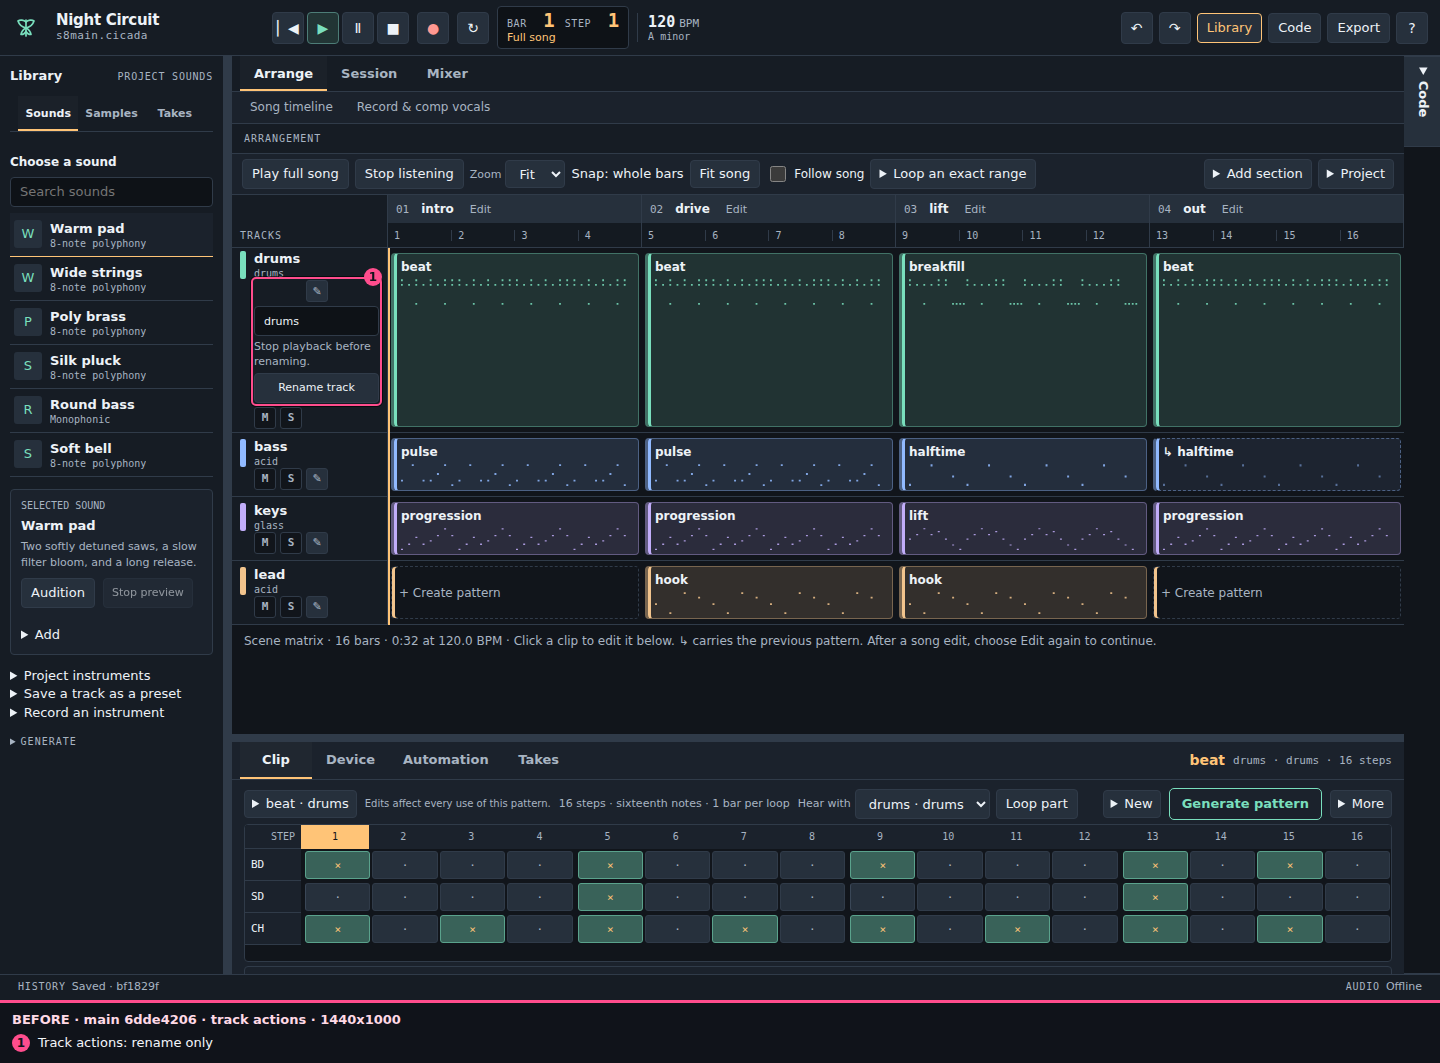 Night Circuit
s8main.cicada
BAR 1 STEP 1
Full song
120 BPM
A minor
Library
Code
Export
?
Library PROJECT SOUNDS
Sounds Samples Takes
Choose a sound
Search sounds
W Warm pad
8-note polyphony
W Wide strings
8-note polyphony
P Poly brass
8-note polyphony
S Silk pluck
8-note polyphony
R Round bass
Monophonic
S Soft bell
8-note polyphony
SELECTED SOUND
Warm pad
Two softly detuned saws, a slow
filter bloom, and a long release.
Audition Stop preview
Add
Project instruments
Save a track as a preset
Record an instrument
GENERATE
Arrange Session Mixer
Song timeline Record & comp vocals
ARRANGEMENT
Play full song Stop listening Zoom Fit Snap: whole bars Fit song Follow song Loop an exact range Add section Project
01 intro Edit 02 drive Edit 03 lift Edit 04 out Edit
TRACKS 1 2 3 4 5 6 7 8 9 10 11 12 13 14 15 16
drums
drums
1
✎
drums
Stop playback before
renaming.
Rename track
M S
beat beat breakfill beat
bass
acid
M S ✎
pulse pulse halftime ↳ halftime
keys
glass
M S ✎
progression progression lift progression
lead
acid
M S ✎
+ Create pattern hook hook + Create pattern
Scene matrix · 16 bars · 0:32 at 120.0 BPM · Click a clip to edit it below. ↳ carries the previous pattern. After a song edit, choose Edit again to continue.
Code
Clip Device Automation Takes beat drums · drums · 16 steps
beat · drums Edits affect every use of this pattern. 16 steps · sixteenth notes · 1 bar per loop Hear with drums · drums Loop part New Generate pattern More
STEP 1 2 3 4 5 6 7 8 9 10 11 12 13 14 15 16
BD × · · · × · · · × · · · × · × ·
SD · · · · × · · · · · · · × · · ·
CH × · × · × · × · × · × · × · × ·
HISTORY Saved · bf1829f AUDIO Offline
BEFORE · main 6dde4206 · track actions · 1440x1000
1 Track actions: rename only